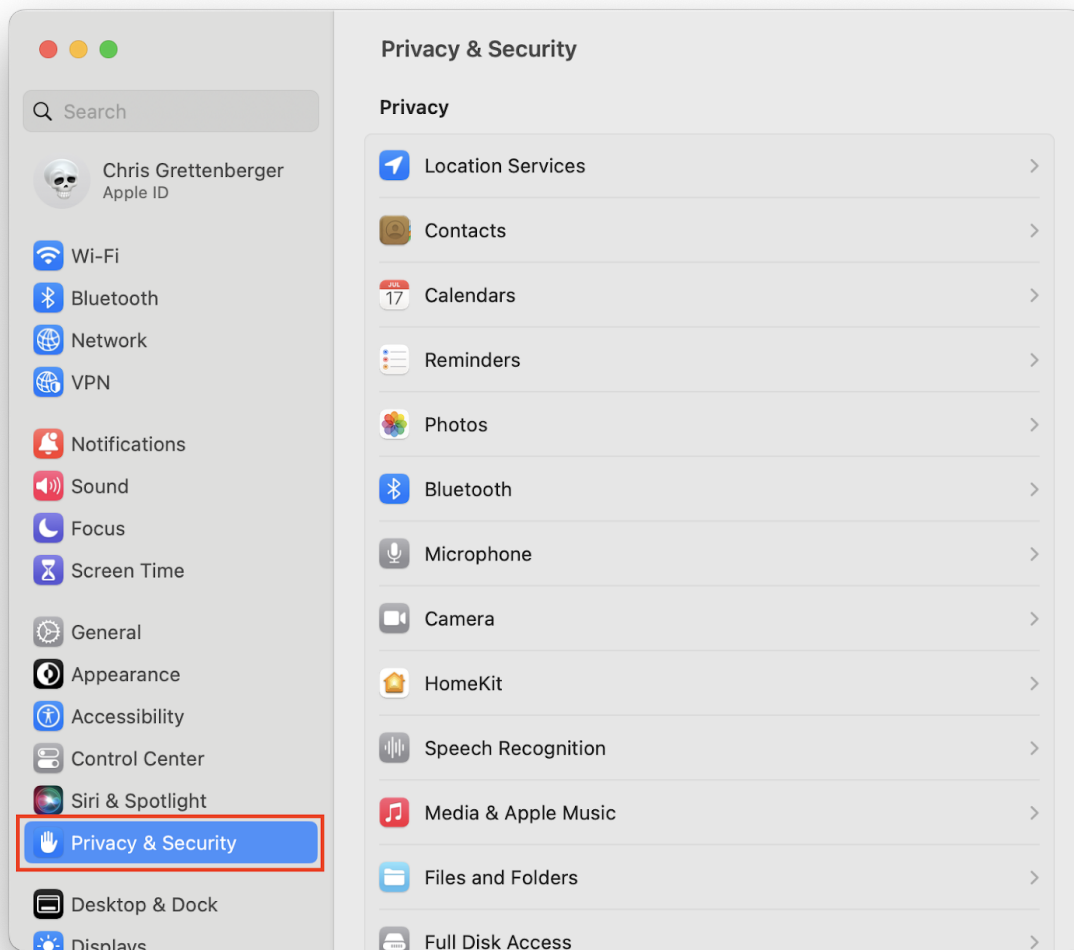 Search
Chris Grettenberger
Apple ID
Wi-Fi
Bluetooth
Network
VPN
Notifications
Sound
Focus
Screen Time
General
Appearance
Accessibility
Control Center
Siri & Spotlight
Privacy & Security
Desktop & Dock
Displays
Privacy & Security
Privacy
Location Services
Contacts
JUL
17
Calendars
Reminders
Photos
Bluetooth
Microphone
Camera
HomeKit
Speech Recognition
Media & Apple Music
Files and Folders
Full Disk Access